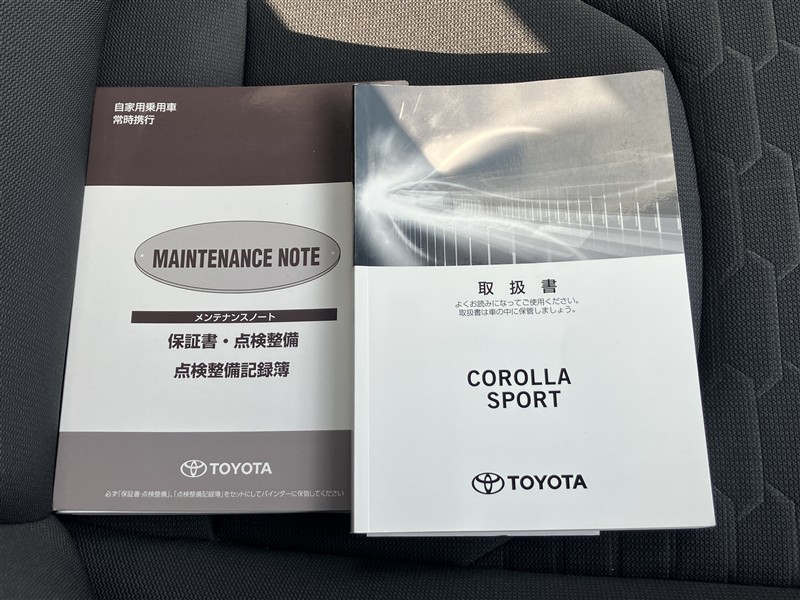 自家用乗用車
常時携行
MAINTENANCE NOTE
メンテナンスノート
保証書・点検整備
点検整備記録簿
TOYOTA
必ず「保証書・点検整備」、「点検整備記録簿」をセットにしてバインダーに保管してください
取扱書
よくお読みになってご使用ください。
取扱書は車の中に保管しましょう。
COROLLA
SPORT
TOYOTA